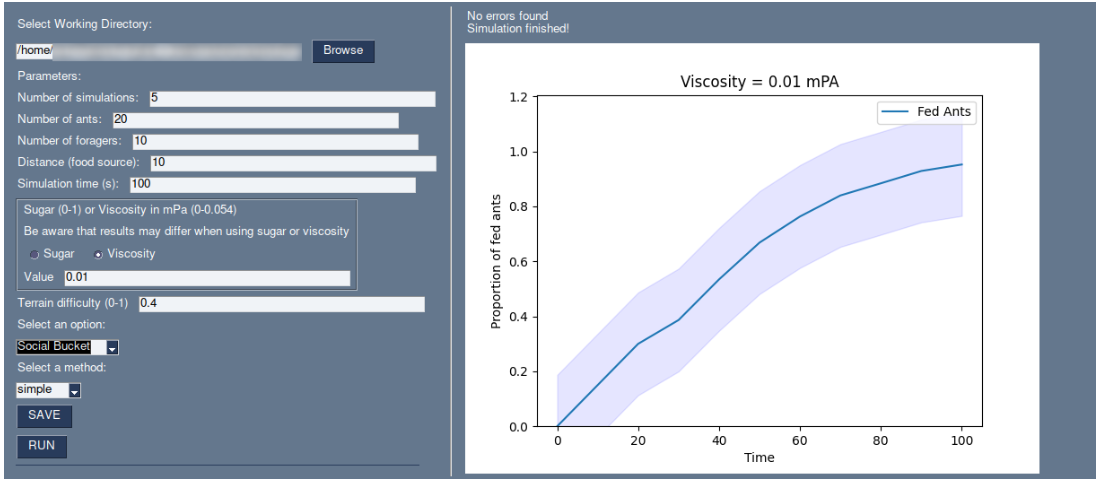 Select Working Directory:
/home/
Browse
Parameters:
Number of simulations: 5
Number of ants: 20
Number of foragers: 10
Distance (food source): 10
Simulation time (s): 100
Sugar (0-1) or Viscosity in mPa (0-0.054)
Be aware that results may differ when using sugar or viscosity
Sugar Viscosity
Value 0.01
Terrain difficulty (0-1) 0.4
Select an option:
Social Bucket
Select a method:
simple
SAVE
RUN
No errors found
Simulation finished!
Viscosity = 0.01 mPA
Fed Ants
Proportion of fed ants
1.2
1.0
0.8
0.6
0.4
0.2
0.0
0 20 40 60 80 100
Time